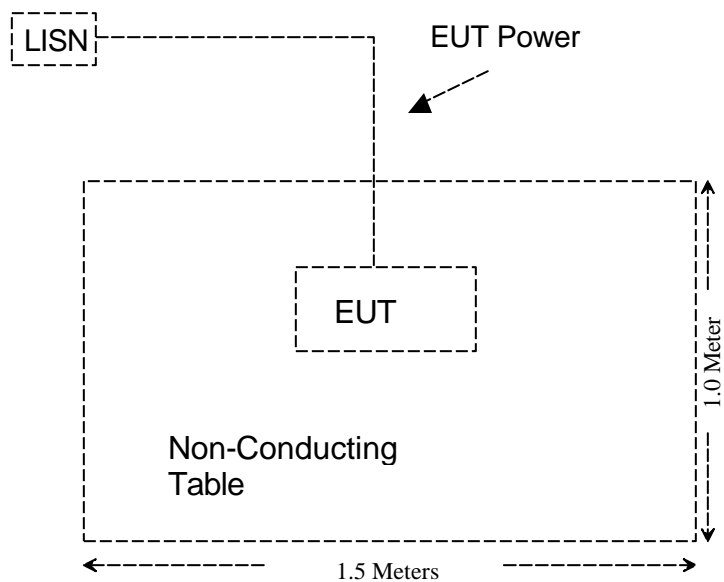 LISN
EUT Power
EUT
1.0 Meter
Non-Conducting
Table
1.5 Meters